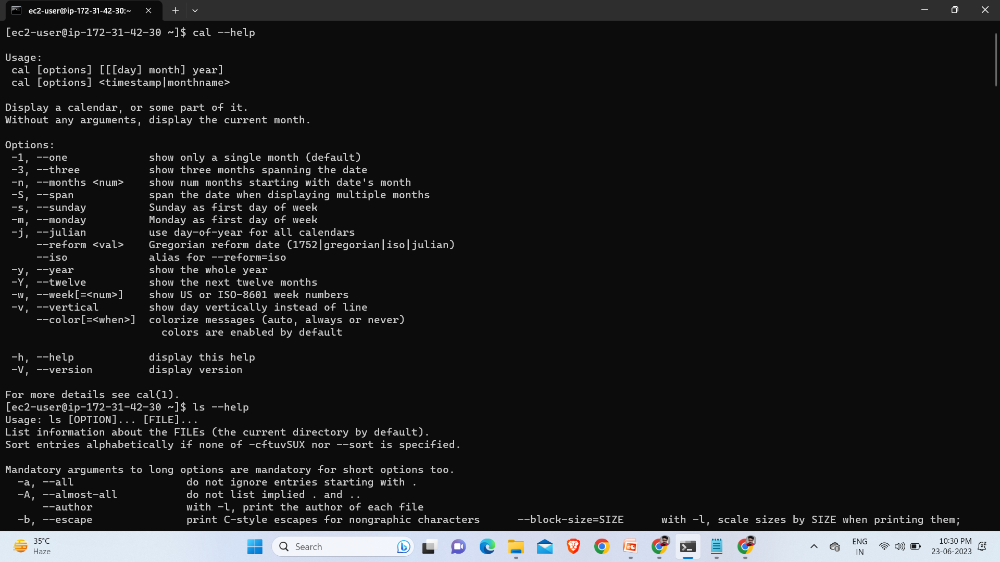 ec2-user@ip-172-31-42-30:~
[ec2-user@ip-172-31-42-30 ~]$ cal --help
Usage:
 cal [options] [[[day] month] year]
 cal [options] <timestamp|monthname>
Display a calendar, or some part of it.
Without any arguments, display the current month.
Options:
 -1, --one             show only a single month (default)
 -3, --three           show three months spanning the date
 -n, --months <num>    show num months starting with date's month
 -S, --span            span the date when displaying multiple months
 -s, --sunday          Sunday as first day of week
 -m, --monday          Monday as first day of week
 -j, --julian          use day-of-year for all calendars
     --reform <val>    Gregorian reform date (1752|gregorian|iso|julian)
     --iso             alias for --reform=iso
 -y, --year            show the whole year
 -Y, --twelve          show the next twelve months
 -w, --week[=<num>]    show US or ISO-8601 week numbers
 -v, --vertical        show day vertically instead of line
     --color[=<when>]  colorize messages (auto, always or never)
                         colors are enabled by default
 -h, --help            display this help
 -V, --version         display version
For more details see cal(1).
[ec2-user@ip-172-31-42-30 ~]$ ls --help
Usage: ls [OPTION]... [FILE]...
List information about the FILEs (the current directory by default).
Sort entries alphabetically if none of -cftuvSUX nor --sort is specified.
Mandatory arguments to long options are mandatory for short options too.
  -a, --all                  do not ignore entries starting with .
  -A, --almost-all           do not list implied . and ..
      --author               with -l, print the author of each file
  -b, --escape               print C-style escapes for nongraphic characters      --block-size=SIZE      with -l, scale sizes by SIZE when printing them;
35°C
Haze
Search
ENG
IN
10:30 PM
23-06-2023